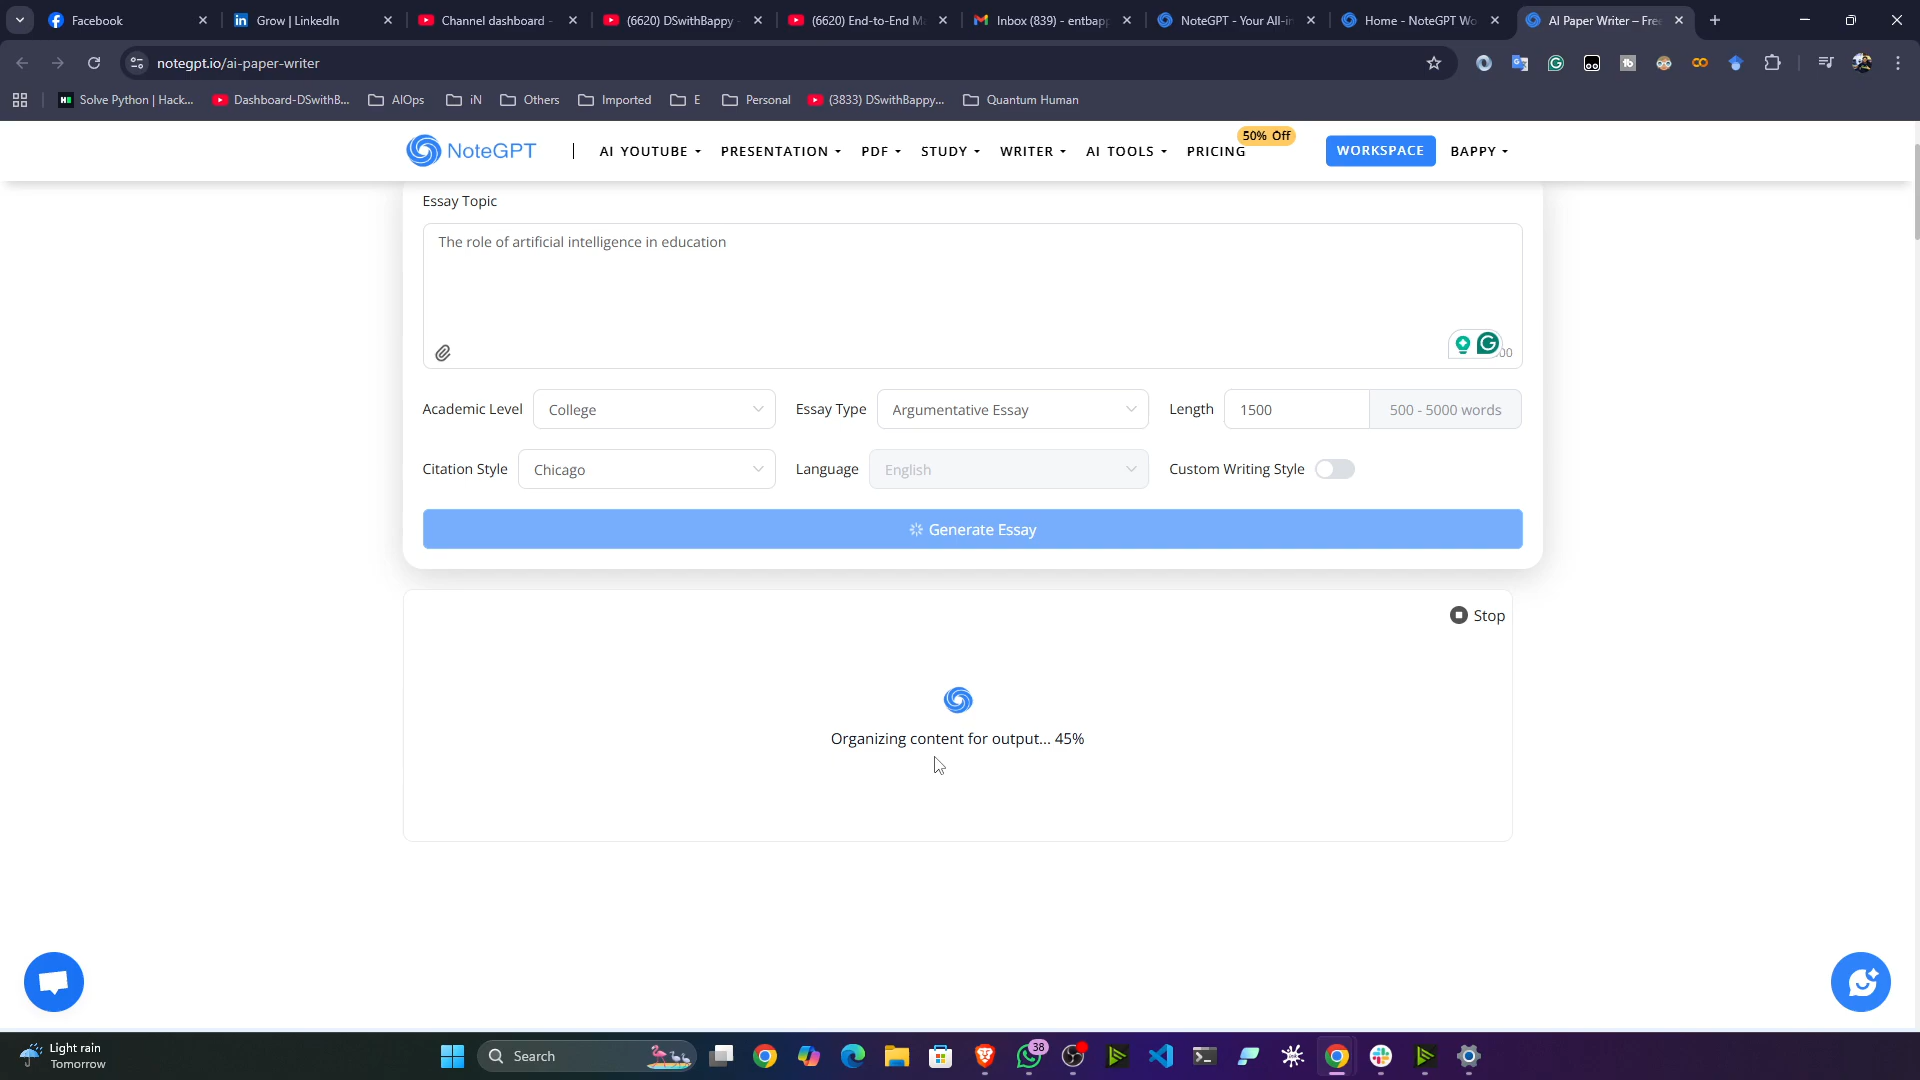 Facebook
Grow | LinkedIn
Channel dashboard -
(6620) DSwithBappy
(6620) End-to-End M
Inbox (839) - entbapp
NoteGPT - Your All-in
Home - NoteGPT Wo
AI Paper Writer – Fre
notegpt.io/ai-paper-writer
Solve Python | Hack...
Dashboard-DSwithB...
AIOps
iN
Others
Imported
E
Personal
(3833) DSwithBappy...
Quantum Human
50% Off
NoteGPT
AI YOUTUBE
PRESENTATION
PDF
STUDY
WRITER
AI TOOLS
PRICING
WORKSPACE
BAPPY
Essay Topic
The role of artificial intelligence in education
00
Academic Level
College
Essay Type
Argumentative Essay
Length
1500
500 - 5000 words
Citation Style
Chicago
Language
English
Custom Writing Style
Generate Essay
Stop
Organizing content for output... 45%
Light rain
Tomorrow
Search
38